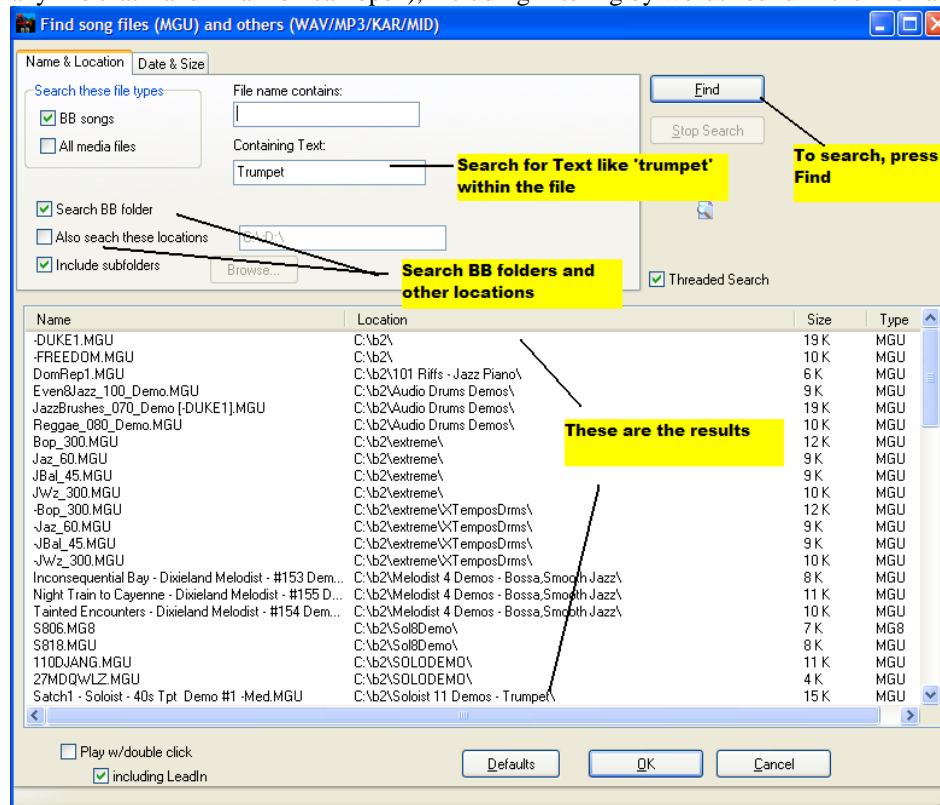 Find song files (MGU) and others (WAV/MP3/KAR/MID)
Name & Location Date & Size
Search these file types
BB songs
All media files
File name contains:
Containing Text:
Trumpet
Find
Stop Search
Search for Text like 'trumpet'
within the file
To search, press
Find
Search BB folder
Also seach these locations C:\;D:\
Include subfolders Browse...
Search BB folders and
other locations
Threaded Search
Name Location Size Type
-DUKE1.MGU C:\b2\ 19 K MGU
-FREEDOM.MGU C:\b2\ 10 K MGU
DomRep1.MGU C:\b2\101 Riffs - Jazz Piano\ 6 K MGU
Even8Jazz_100_Demo.MGU C:\b2\Audio Drums Demos\ 9 K MGU
JazzBrushes_070_Demo [-DUKE1].MGU C:\b2\Audio Drums Demos\ 19 K MGU
Reggae_080_Demo.MGU C:\b2\Audio Drums Demos\ 10 K MGU
These are the results
Bop_300.MGU C:\b2\extreme\ 12 K MGU
Jaz_60.MGU C:\b2\extreme\ 9 K MGU
JBal_45.MGU C:\b2\extreme\ 9 K MGU
JWz_300.MGU C:\b2\extreme\ 10 K MGU
-Bop_300.MGU C:\b2\extreme\XTemposDrms\ 12 K MGU
-Jaz_60.MGU C:\b2\extreme\XTemposDrms\ 9 K MGU
-JBal_45.MGU C:\b2\extreme\XTemposDrms\ 9 K MGU
-JWz_300.MGU C:\b2\extreme\XTemposDrms\ 10 K MGU
Inconsequential Bay - Dixieland Melodist - #153 Dem... C:\b2\Melodist 4 Demos - Bossa,Smooth Jazz\ 8 K MGU
Night Train to Cayenne - Dixieland Melodist - #155 D... C:\b2\Melodist 4 Demos - Bossa,Smooth Jazz\ 11 K MGU
Tainted Encounters - Dixieland Melodist - #154 Dem... C:\b2\Melodist 4 Demos - Bossa,Smooth Jazz\ 10 K MGU
S806.MG8 C:\b2\Sol8Demo\ 7 K MG8
S818.MGU C:\b2\Sol8Demo\ 8 K MGU
110DJANG.MGU C:\b2\SOLODEMO\ 11 K MGU
27MDQWLZ.MGU C:\b2\SOLODEMO\ 4 K MGU
Satch1 - Soloist - 40s Tpt Demo #1 -Med.MGU C:\b2\Soloist 11 Demos - Trumpet\ 15 K MGU
Play w/double click
including LeadIn
Defaults OK Cancel